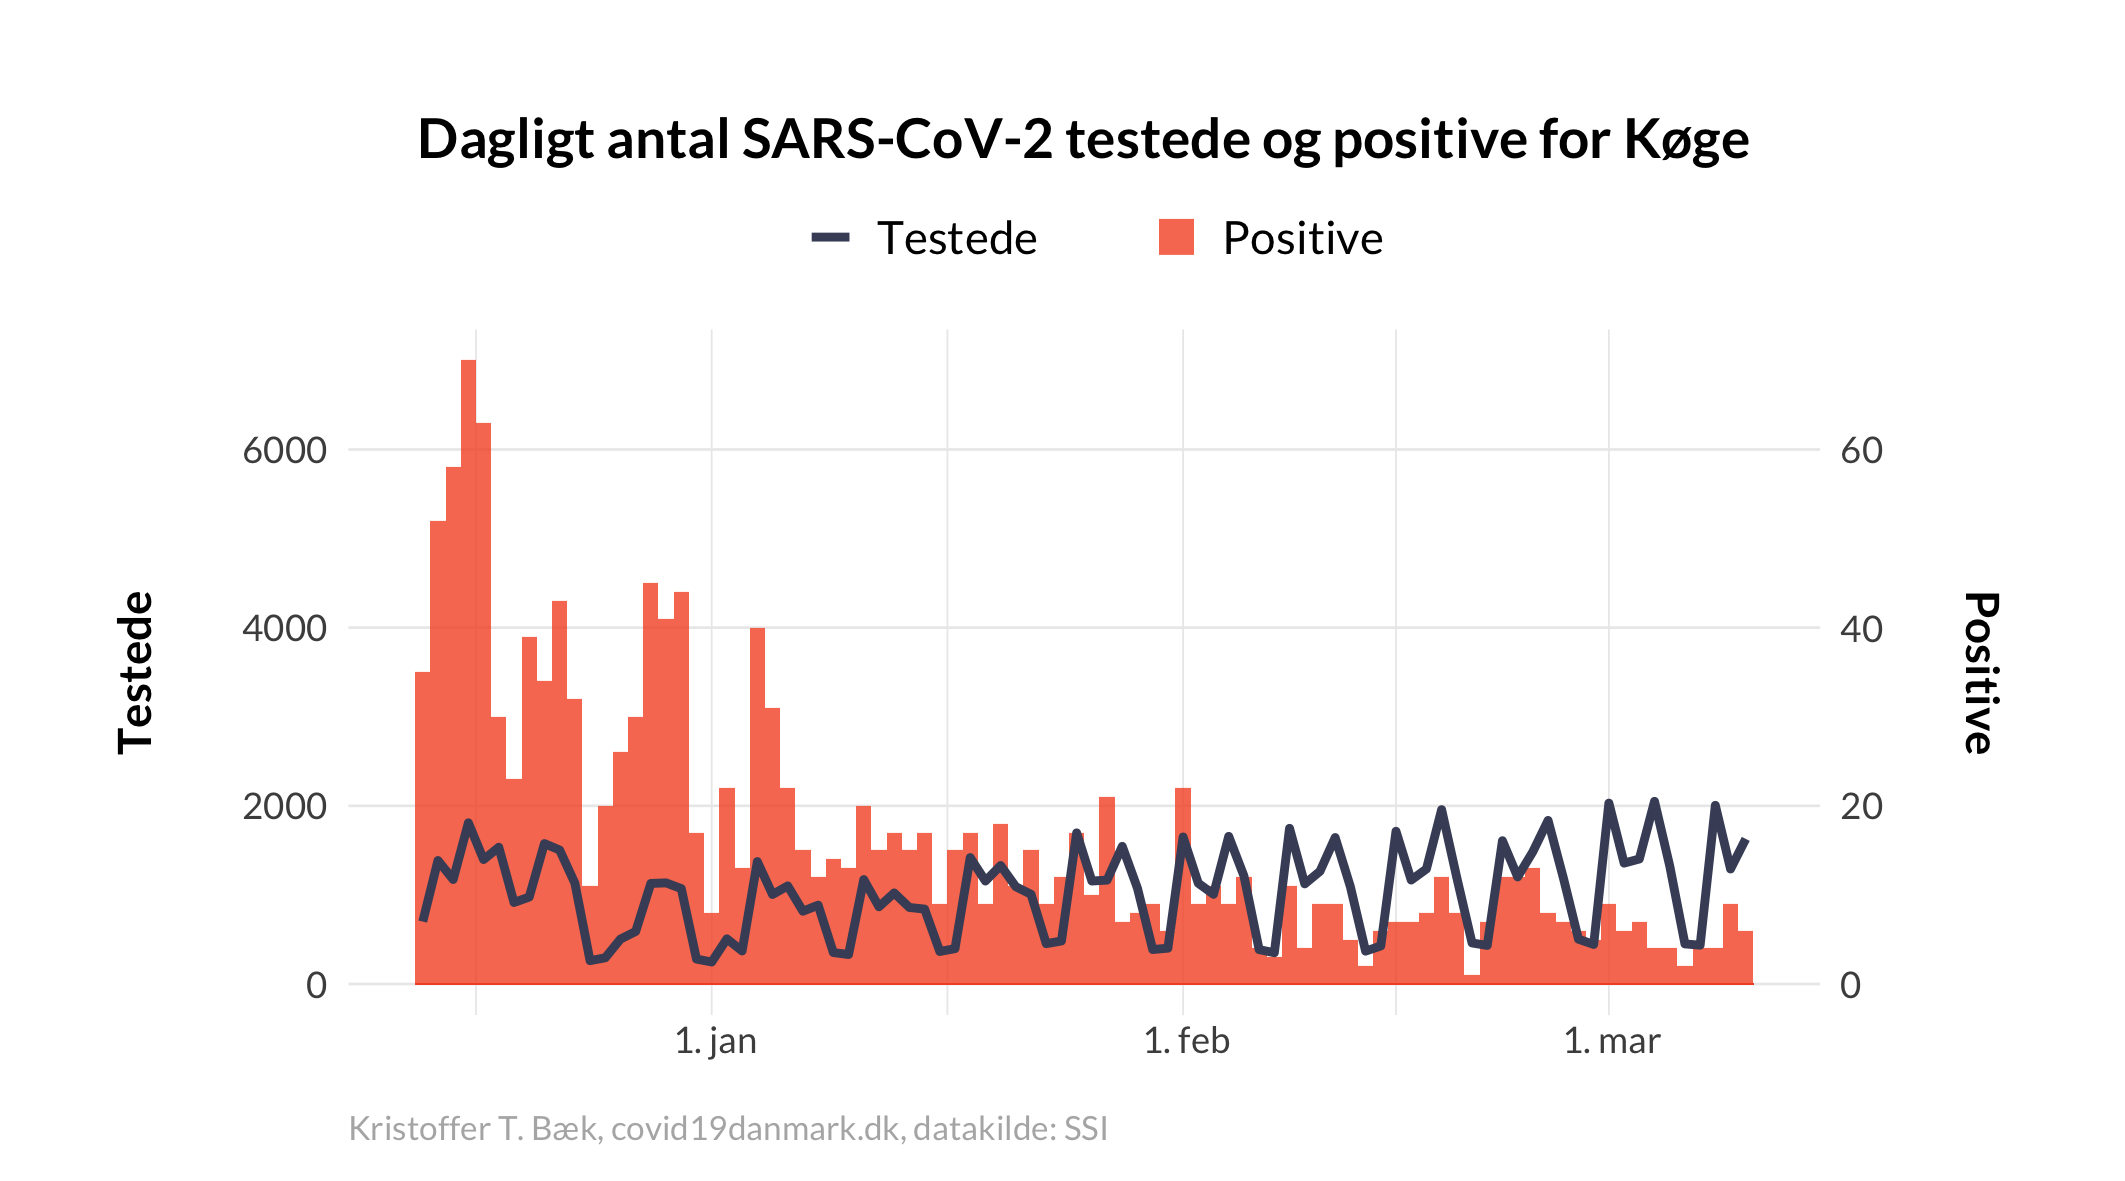 Dagligt antal SARS-CoV-2 testede og positive for Køge
Testede
Positive
6000
4000
2000
0
Testede
60
40
20
0
Positive
1. jan
1. feb
1. mar
Kristoffer T. Bæk, covid19danmark.dk, datakilde: SSI